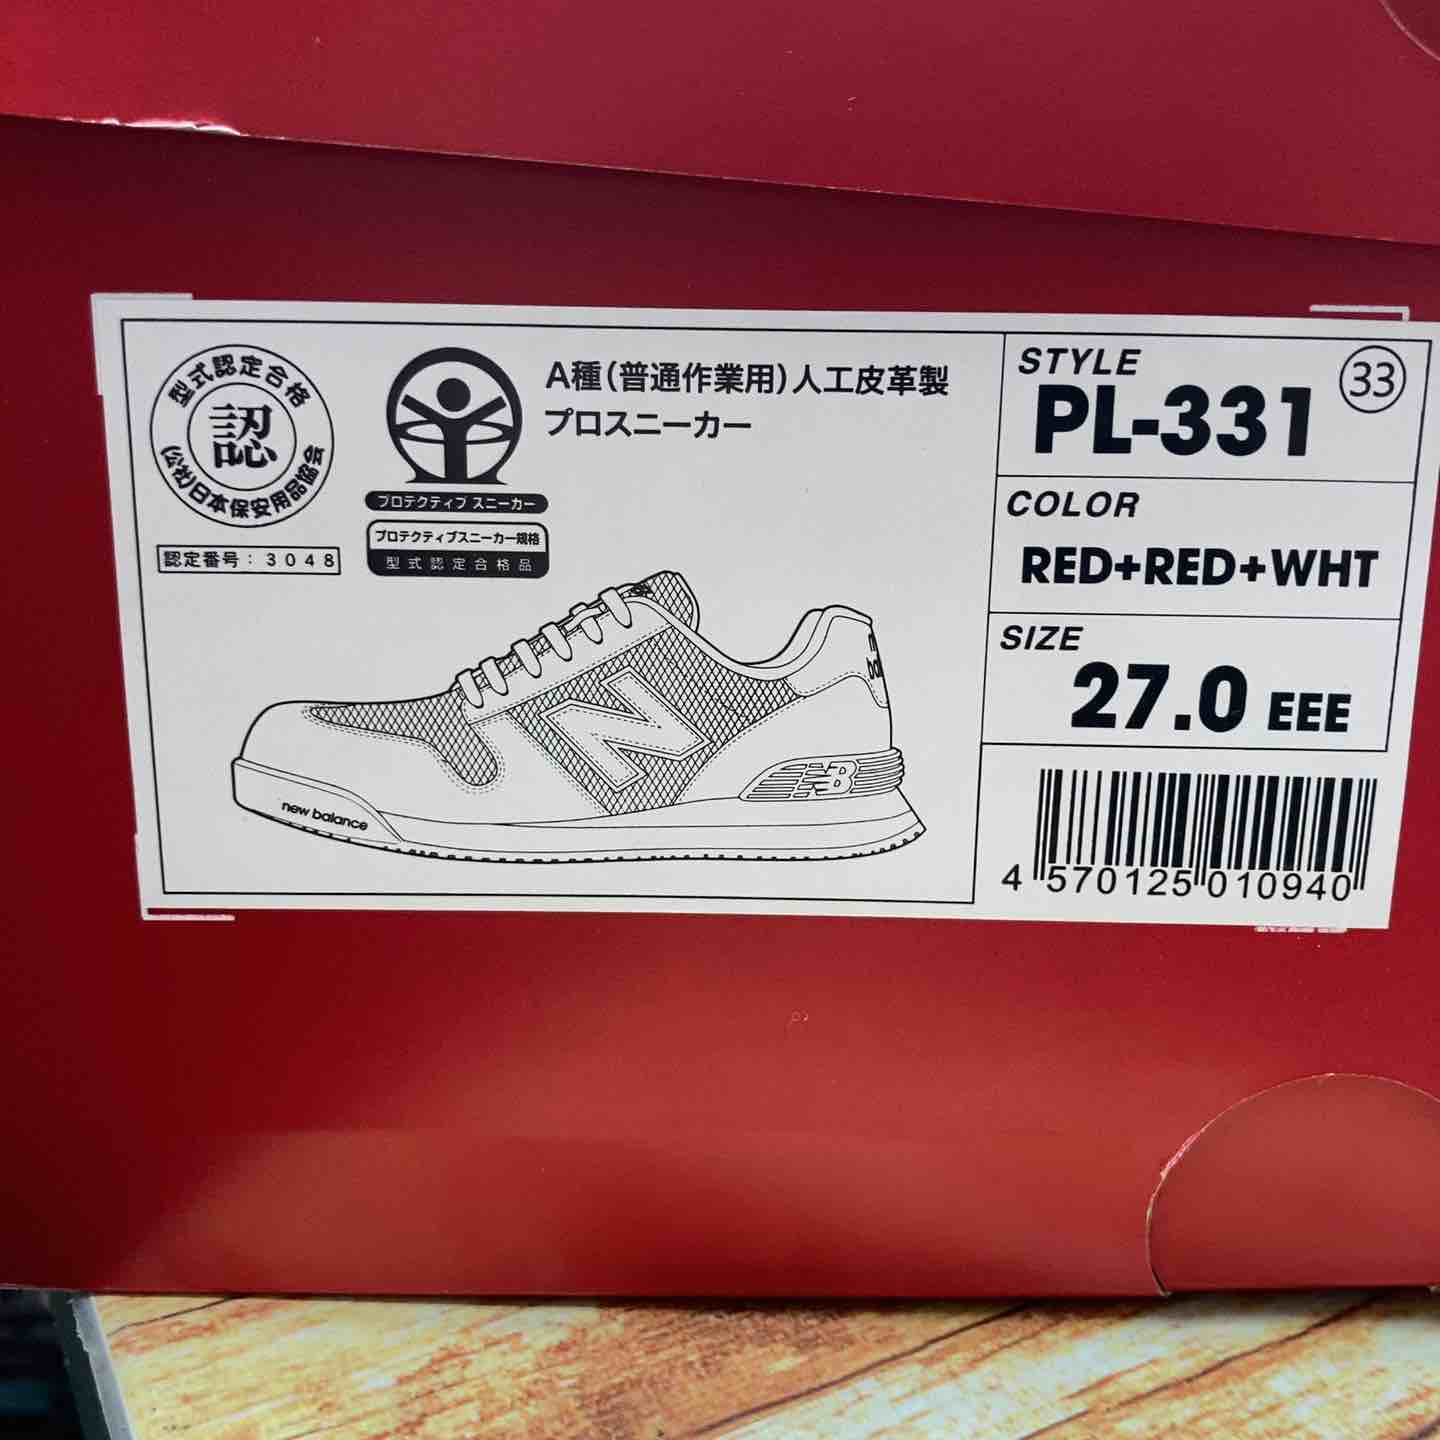 型式認定合格
認
(公社)日本保安用品協会
認定番号:3048
プロテクティブ スニーカー
プロテクティブスニーカー規格
型式認定合格品
A種(普通作業用)人工皮革製
プロスニーカー
new balance
N
NB
STYLE
33
PL-331
COLOR
RED+RED+WHT
SIZE
27.0 EEE
4 570125 010940